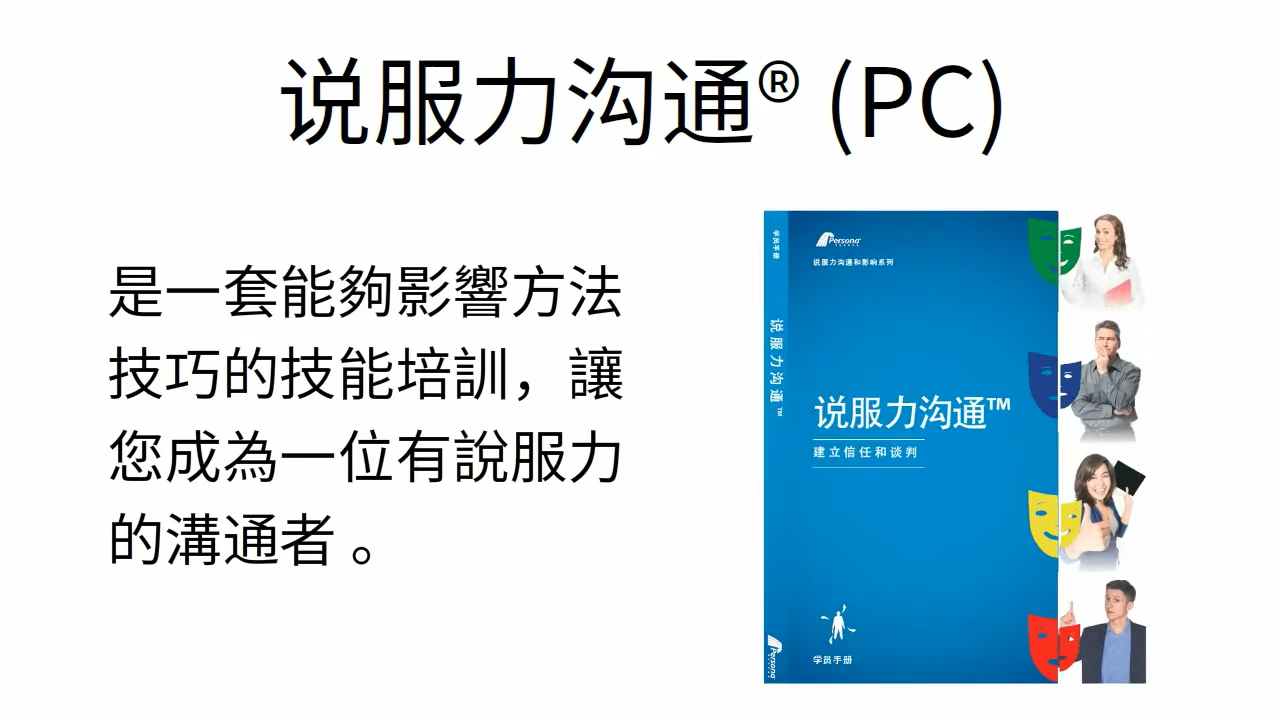 说服力沟通® (PC)
是一套能夠影響方法
技巧的技能培訓，讓
您成為一位有說服力
的溝通者 。
学员手册
说服力沟通™
Persona
Persona
说服力沟通和影响系列
说服力沟通™
建立信任和谈判
学员手册